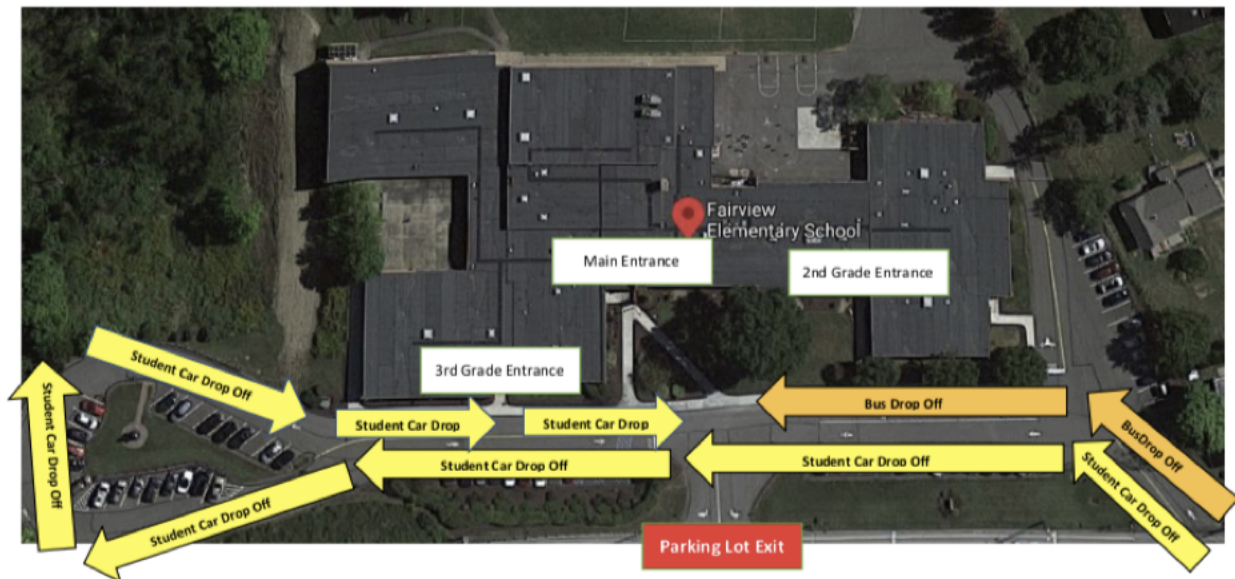 Fairview
Elementary School
Main Entrance
2nd Grade Entrance
3rd Grade Entrance
Student Car Drop Off
Student Car Drop Off
Student Car Drop
Student Car Drop
Bus Drop Off
BusDrop Off
Student Car Drop Off
Student Car Drop Off
Student Car Drop Off
Student Car Drop Off
Parking Lot Exit